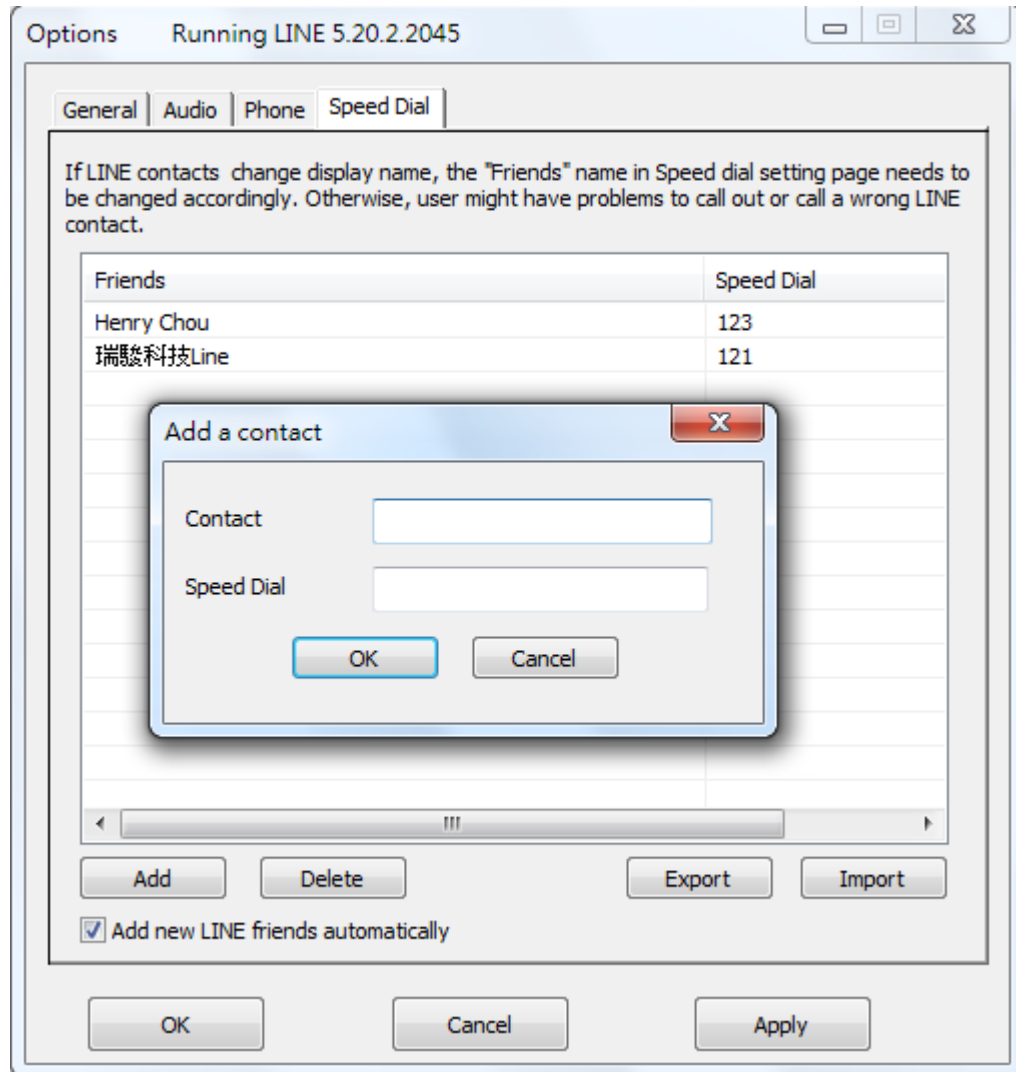 Options Running LINE 5.20.2.2045
General Audio Phone Speed Dial
If LINE contacts change display name, the "Friends" name in Speed dial setting page needs to
be changed accordingly. Otherwise, user might have problems to call out or call a wrong LINE
contact.
Friends Speed Dial
Henry Chou 123
瑞駿科技Line 121
Add a contact
Contact
Speed Dial
OK Cancel
Add Delete Export Import
Add new LINE friends automatically
OK Cancel Apply